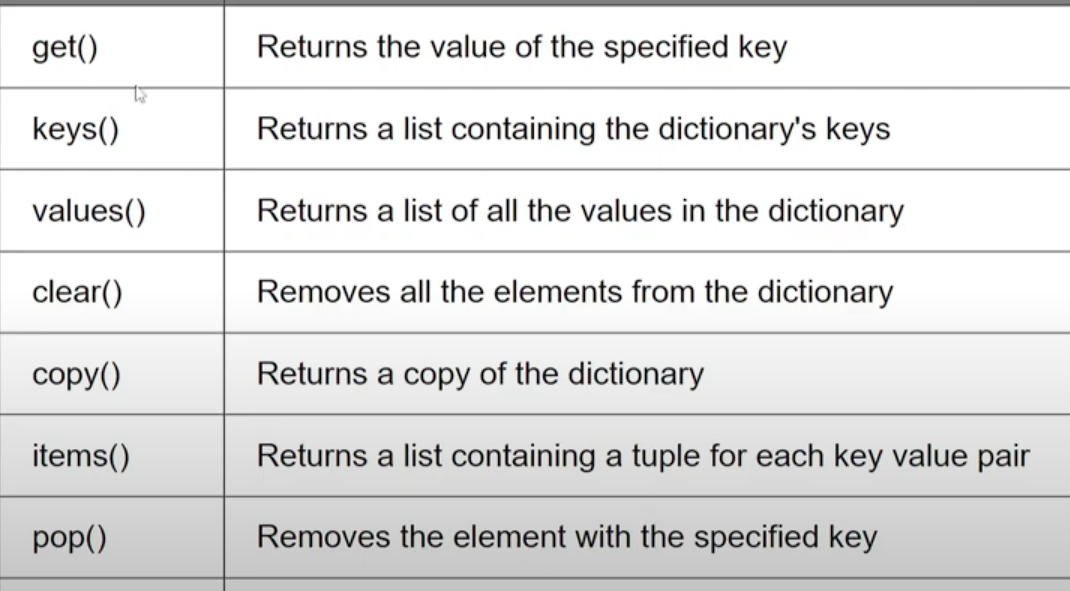 get() Returns the value of the specified key
keys() Returns a list containing the dictionary's keys
values() Returns a list of all the values in the dictionary
clear() Removes all the elements from the dictionary
copy() Returns a copy of the dictionary
items() Returns a list containing a tuple for each key value pair
pop() Removes the element with the specified key